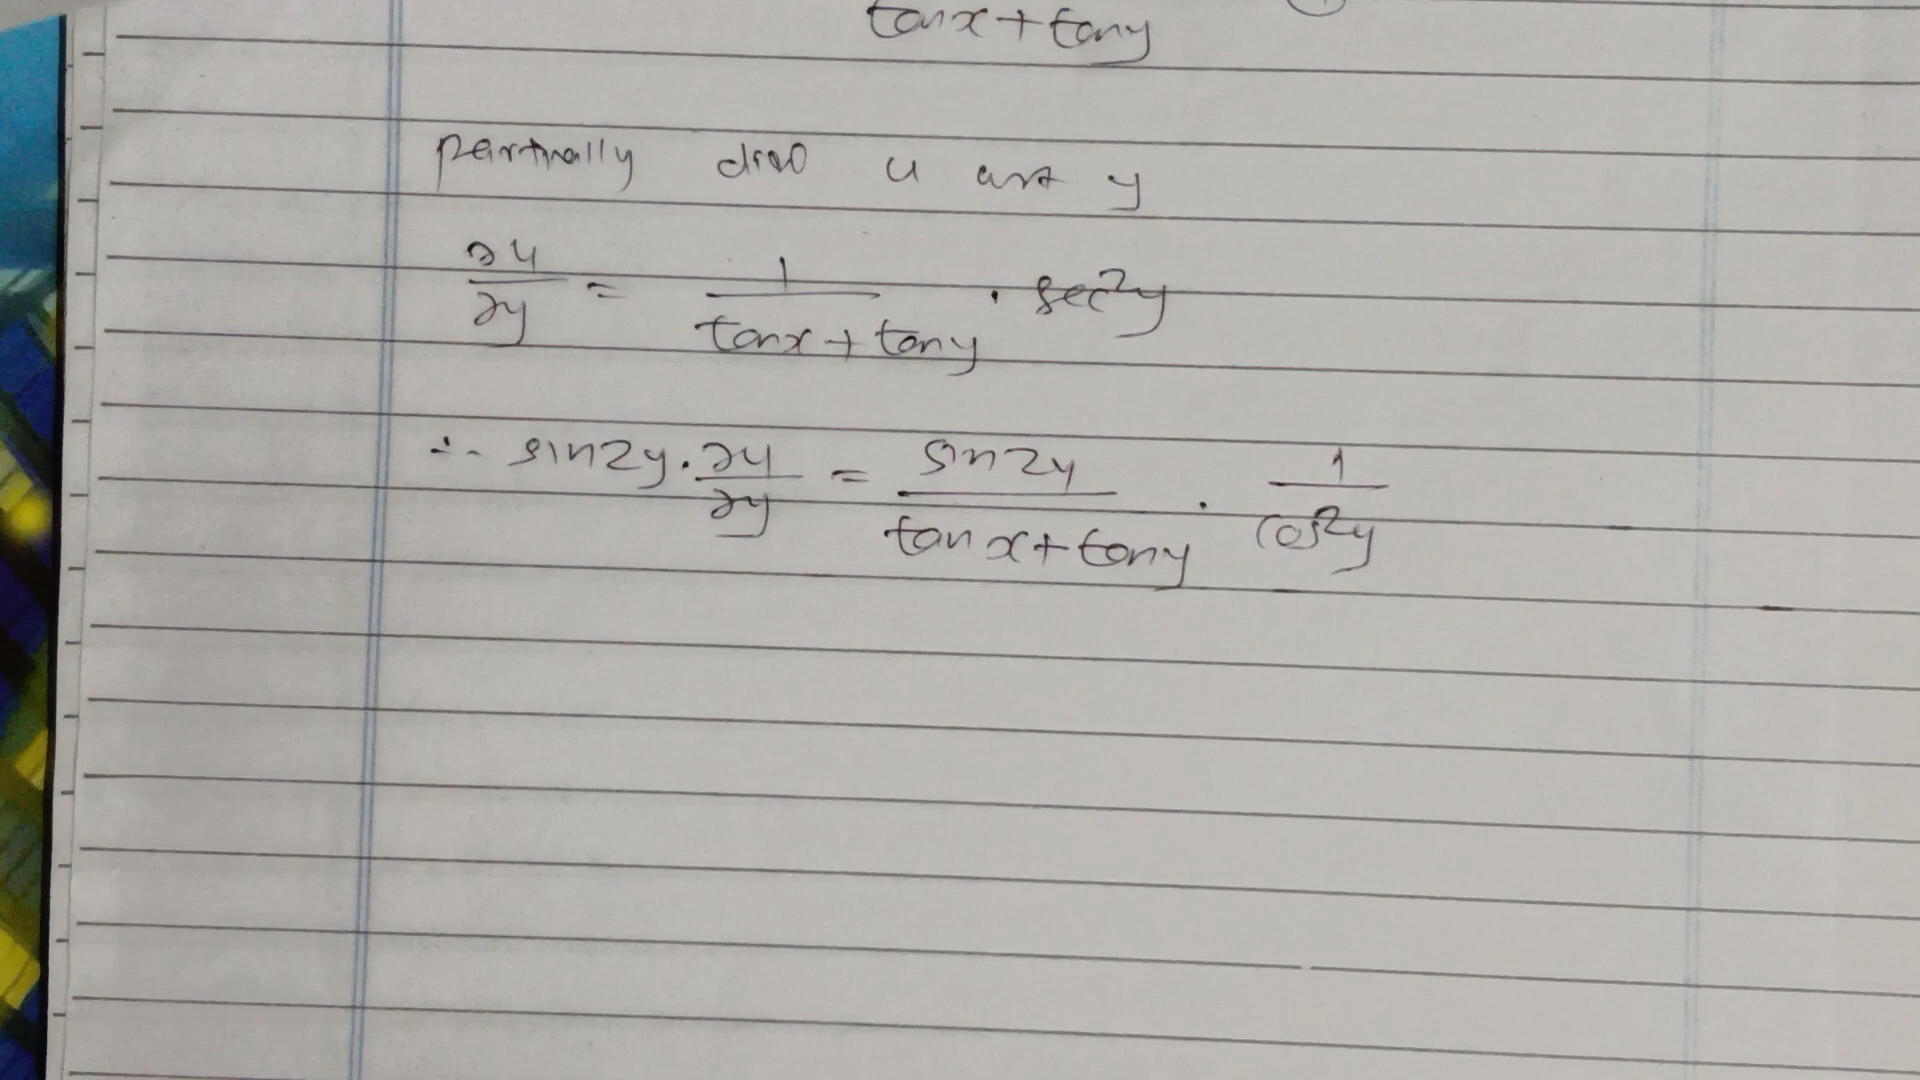 tanx + tany
partially diff u wrt y
∂u/∂y = 1/(tanx + tany) . sec²y
∴ sin2y . ∂u/∂y = sin2y/(tanx + tany) . 1/cos²y